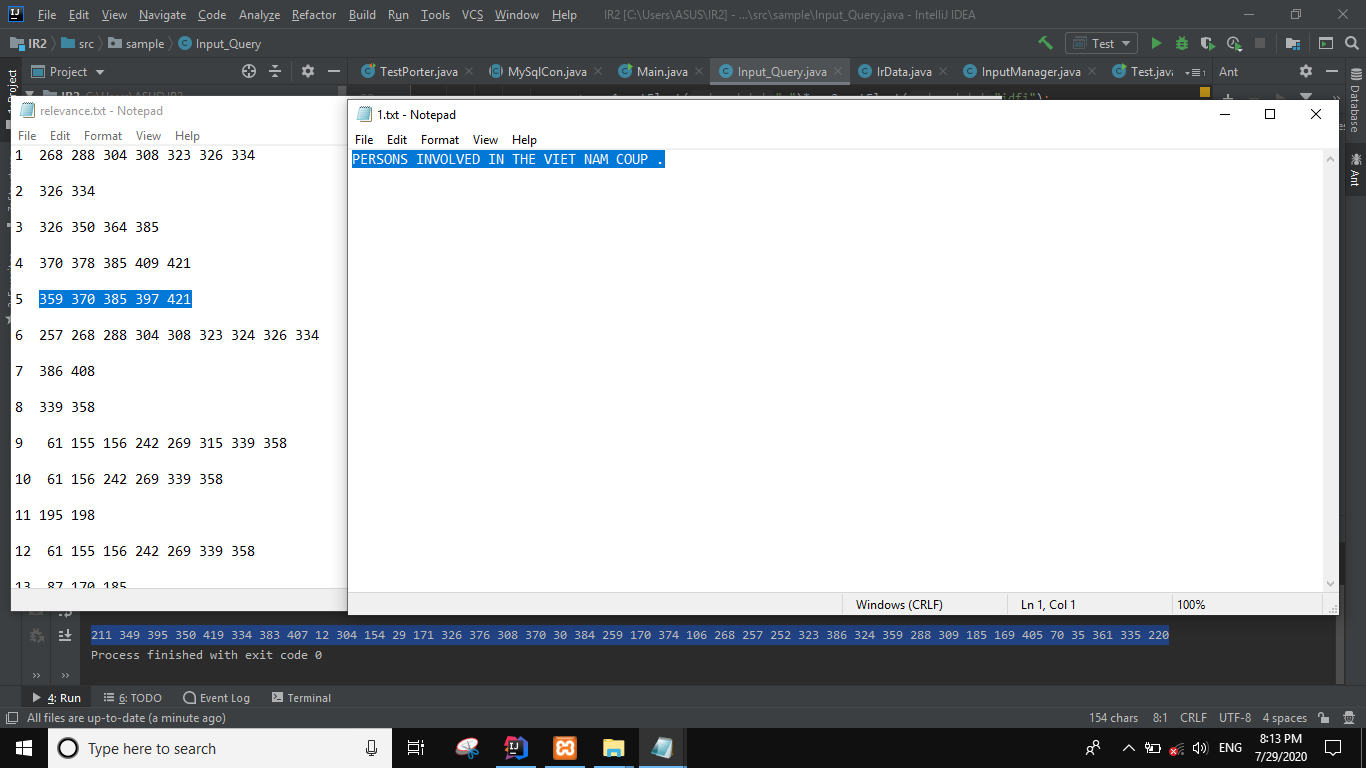 File Edit View Navigate Code Analyze Refactor Build Run Tools VCS Window Help IR2 [C:\Users\ASUS\IR2] - ...\src\sample\Input_Query.java - IntelliJ IDEA
IR2 src sample Input_Query Test
Project TestPorter.java MySqlCon.java Main.java Input_Query.java IrData.java InputManager.java Test.java Ant
Project
Database
Ant
relevance.txt - Notepad
File Edit Format View Help
1 268 288 304 308 323 326 334
2 326 334
3 326 350 364 385
4 370 378 385 409 421
5 359 370 385 397 421
6 257 268 288 304 308 323 324 326 334
7 386 408
8 339 358
9 61 155 156 242 269 315 339 358
10 61 156 242 269 339 358
11 195 198
12 61 155 156 242 269 339 358
13 87 170 185
1.txt - Notepad
File Edit Format View Help
PERSONS INVOLVED IN THE VIET NAM COUP .
Windows (CRLF) Ln 1, Col 1 100%
211 349 395 350 419 334 383 407 12 304 154 29 171 326 376 308 370 30 384 259 170 374 106 268 257 252 323 386 324 359 288 309 185 169 405 70 35 361 335 220
Process finished with exit code 0
4: Run 6: TODO Event Log Terminal
All files are up-to-date (a minute ago) 154 chars 8:1 CRLF UTF-8 4 spaces
Type here to search ENG 8:13 PM
7/29/2020